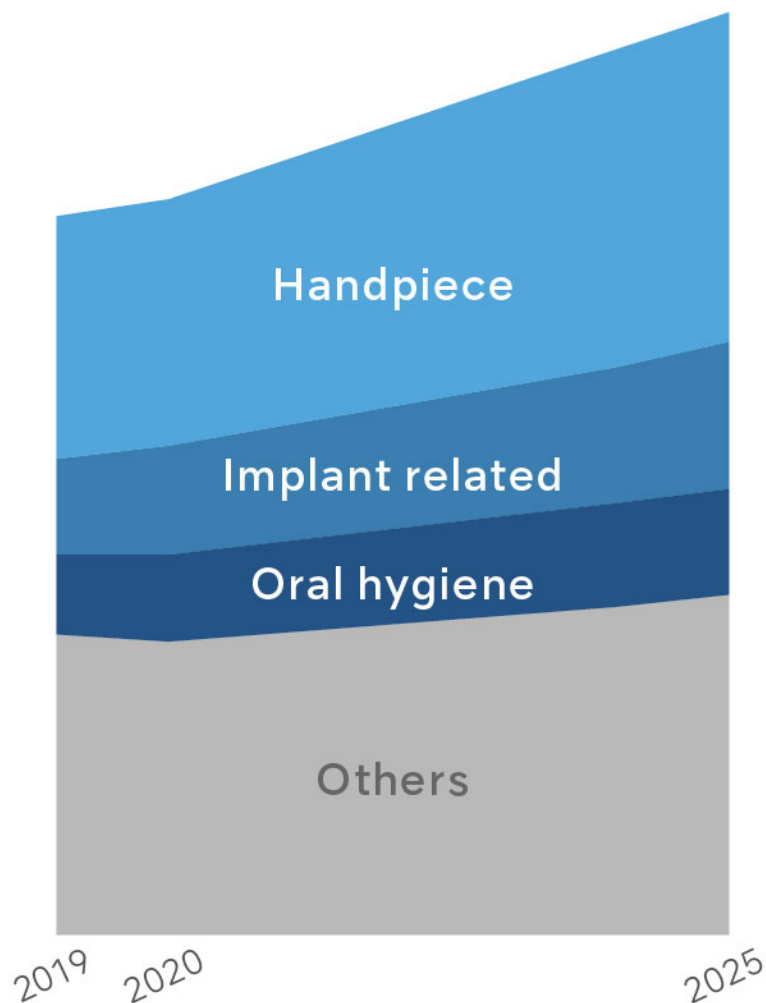 Handpiece
Implant related
Oral hygiene
Others
2019
2020
2025